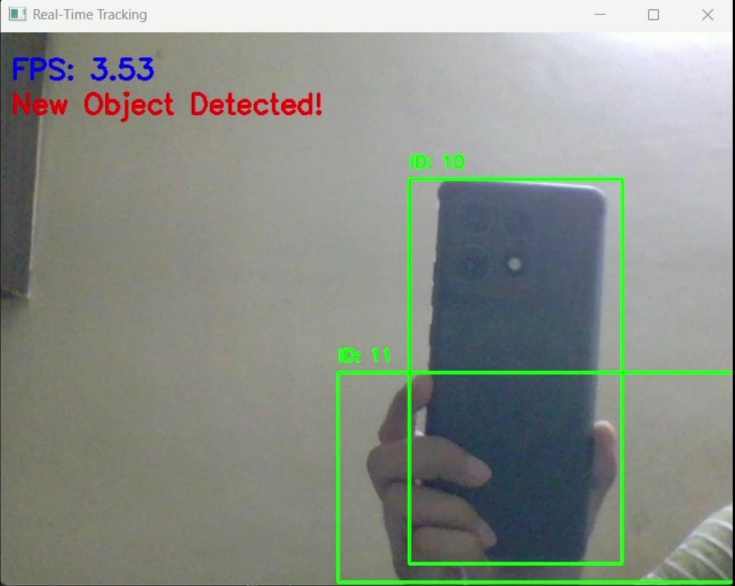 Real-Time Tracking
FPS: 3.53
New Object Detected!
ID: 10
ID: 11